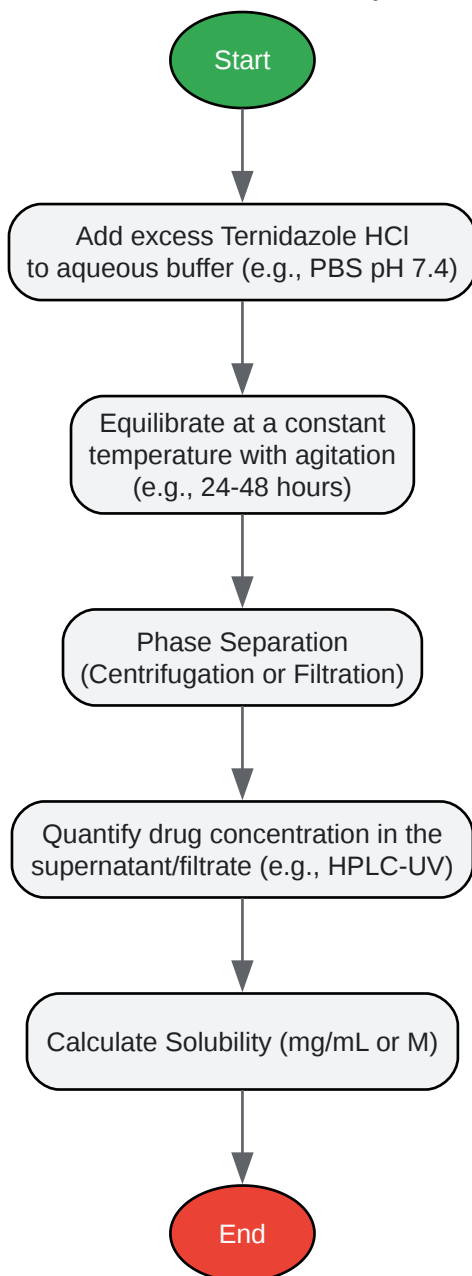 Start
Add excess Ternidazole HCl
to aqueous buffer (e.g., PBS pH 7.4)
Equilibrate at a constant
temperature with agitation
(e.g., 24-48 hours)
Phase Separation
(Centrifugation or Filtration)
Quantify drug concentration in the
supernatant/filtrate (e.g., HPLC-UV)
Calculate Solubility (mg/mL or M)
End